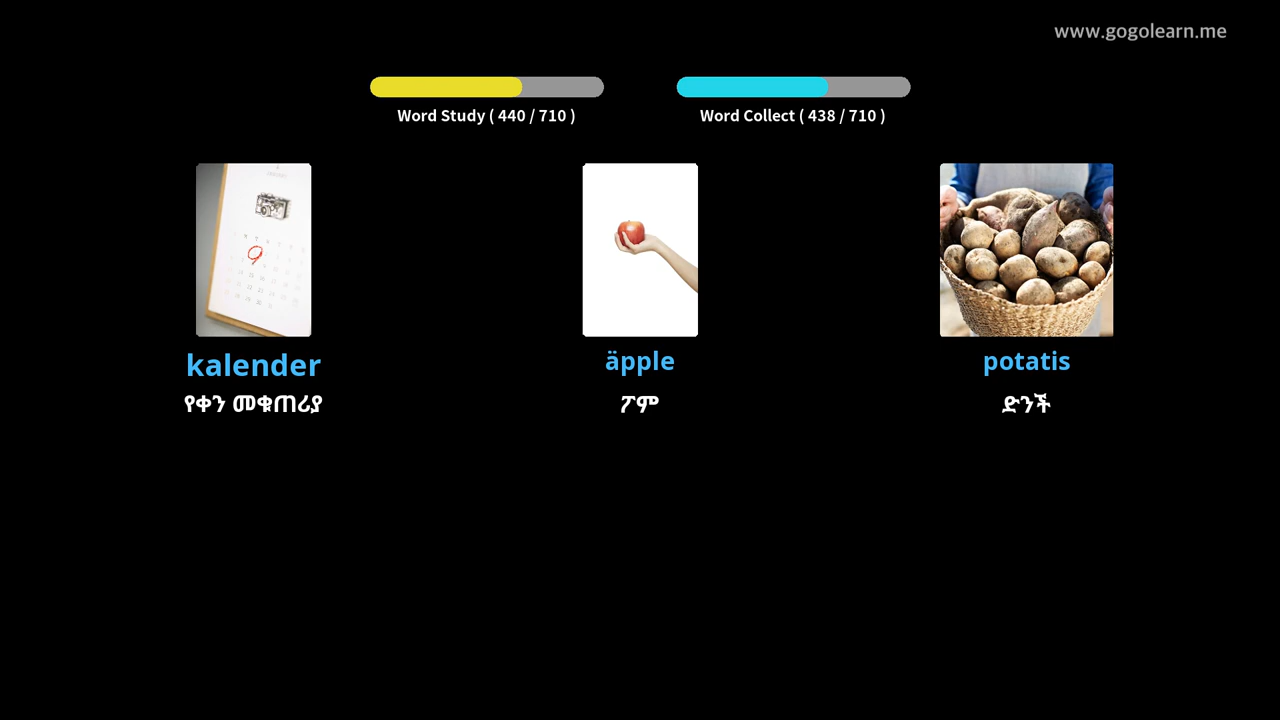 www.gogolearn.me
Word Study ( 440 / 710 )
Word Collect ( 438 / 710 )
kalender
äpple
potatis
የቀን መቁጠሪያ
ፖም
ድንች